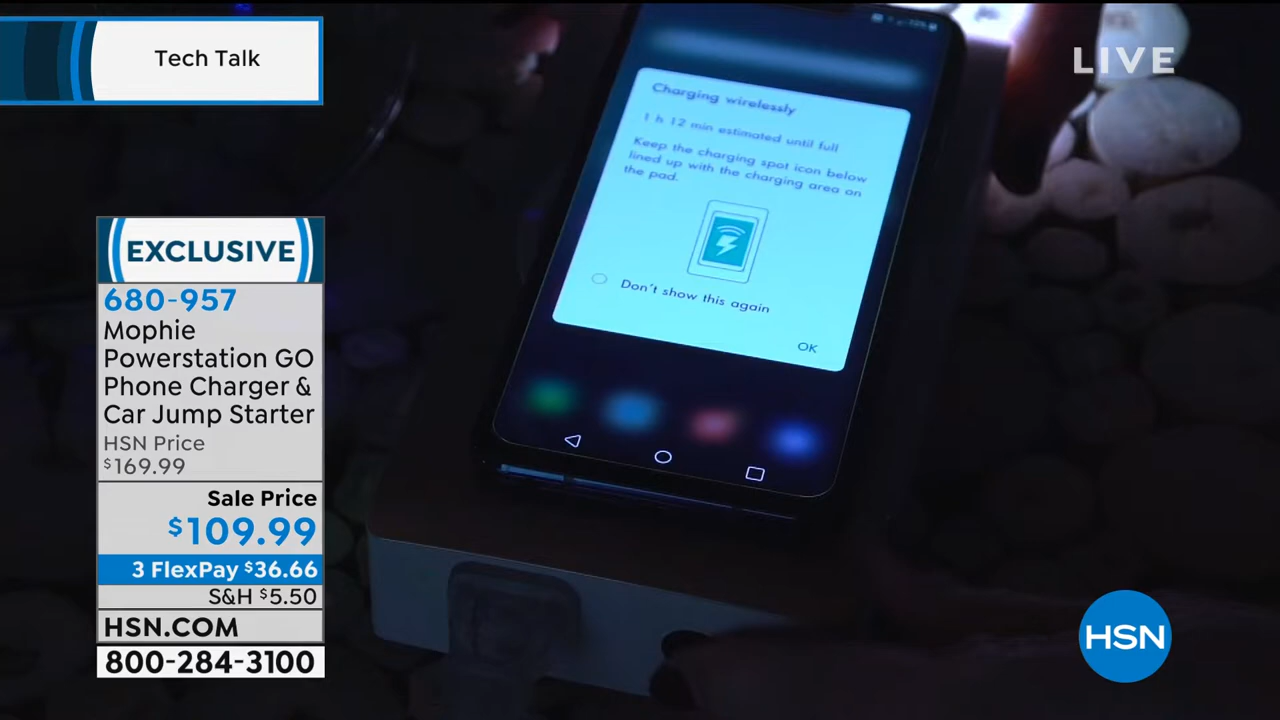 Tech Talk
LIVE
EXCLUSIVE
680-957
Mophie
Powerstation GO
Phone Charger &
Car Jump Starter
HSN Price
$169.99
Sale Price
$109.99
3 FlexPay $36.66
S&H $5.50
HSN.COM
800-284-3100
Charging wirelessly
1 h 12 min estimated until full
Keep the charging spot icon below
lined up with the charging area on
the pad.
Don't show this again
OK
HSN